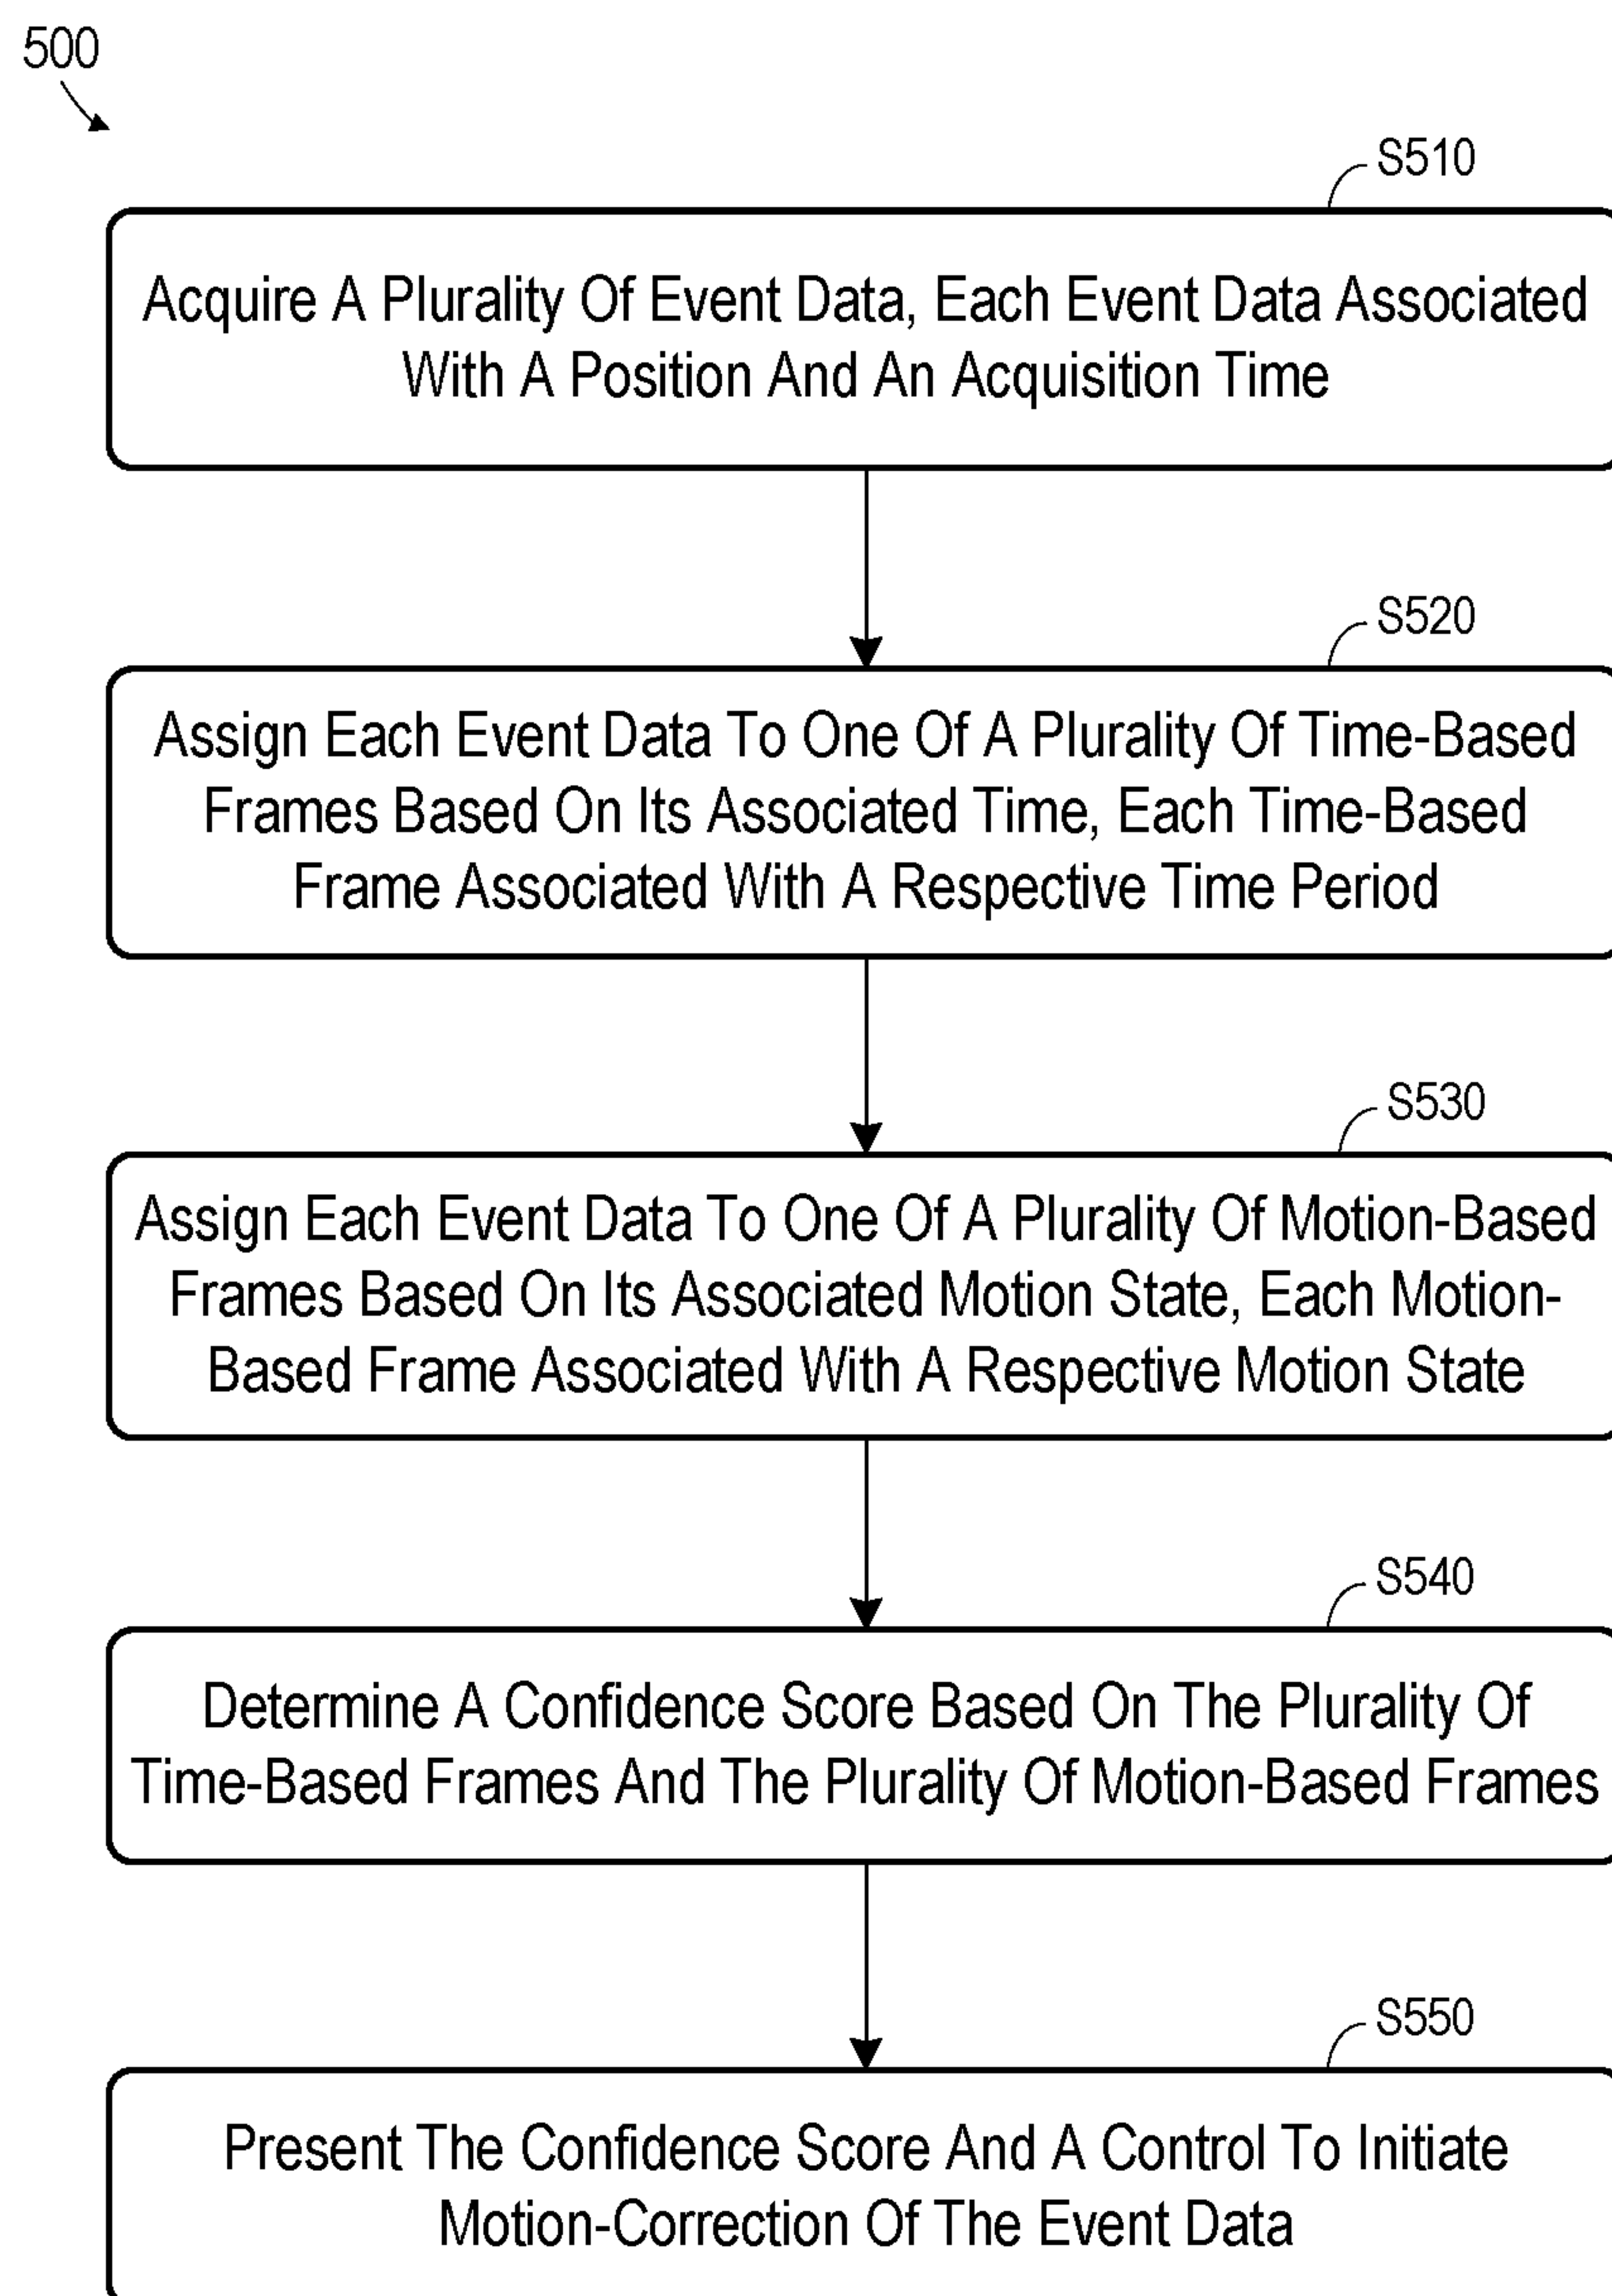 500
S510
Acquire A Plurality Of Event Data, Each Event Data Associated
With A Position And An Acquisition Time
S520
Assign Each Event Data To One Of A Plurality Of Time-Based
Frames Based On Its Associated Time, Each Time-Based
Frame Associated With A Respective Time Period
S530
Assign Each Event Data To One Of A Plurality Of Motion-Based
Frames Based On Its Associated Motion State, Each Motion-
Based Frame Associated With A Respective Motion State
S540
Determine A Confidence Score Based On The Plurality Of
Time-Based Frames And The Plurality Of Motion-Based Frames
S550
Present The Confidence Score And A Control To Initiate
Motion-Correction Of The Event Data